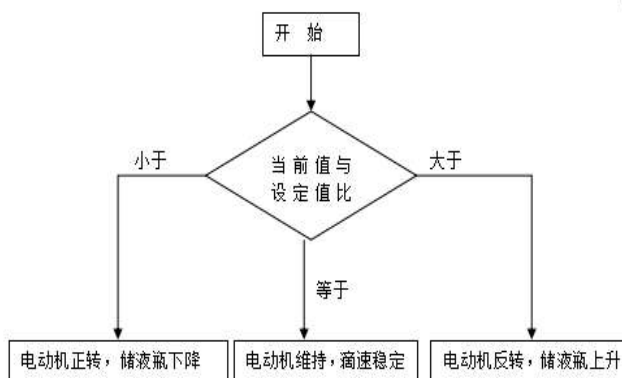 开 始
小于
当前值与
设定值比
大于
等于
电动机正转，储液瓶下降
电动机维持，滴速稳定
电动机反转，储液瓶上升